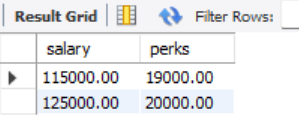 Result Grid Filter Rows:
salary perks
115000.00 19000.00
125000.00 20000.00